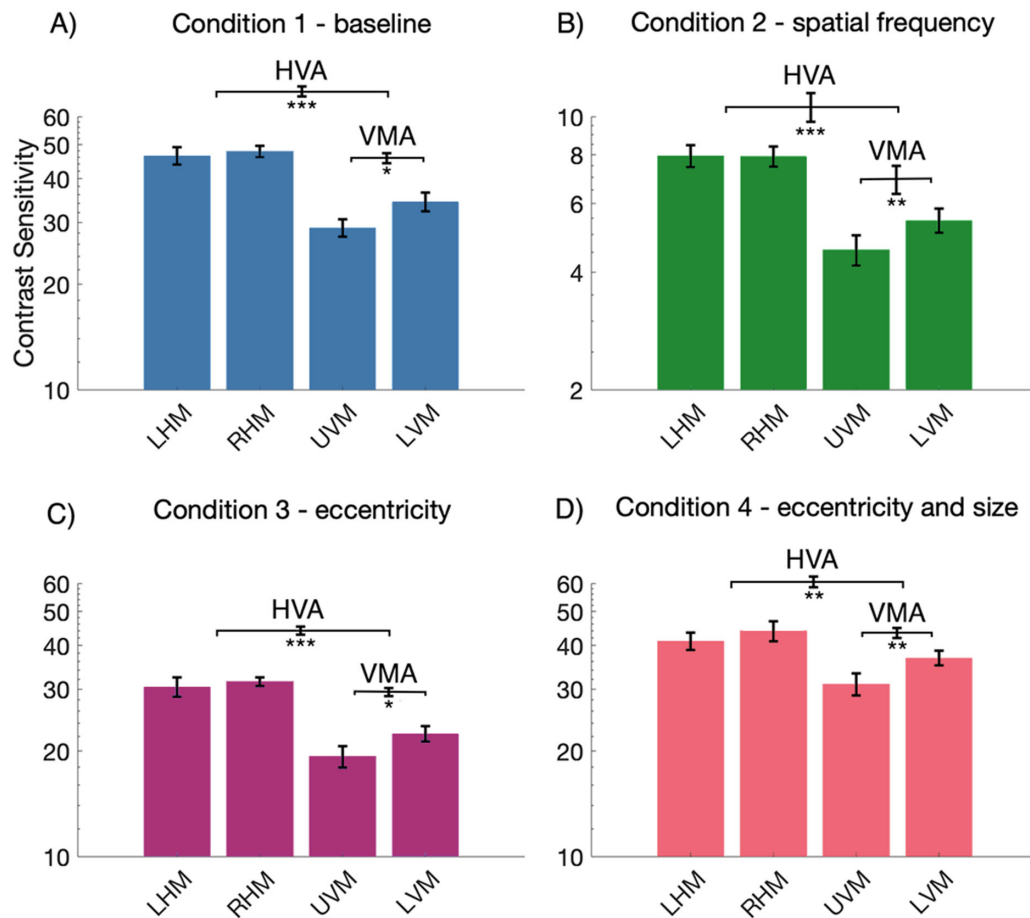 A) Condition 1 - baseline
HVA
***
VMA
*
Contrast Sensitivity
60
50
40
30
20
10
LHM RHM UVM LVM
B) Condition 2 - spatial frequency
HVA
***
VMA
**
10
8
6
4
2
LHM RHM UVM LVM
C) Condition 3 - eccentricity
HVA
***
VMA
*
60
50
40
30
20
10
LHM RHM UVM LVM
D) Condition 4 - eccentricity and size
HVA
**
VMA
**
60
50
40
30
20
10
LHM RHM UVM LVM